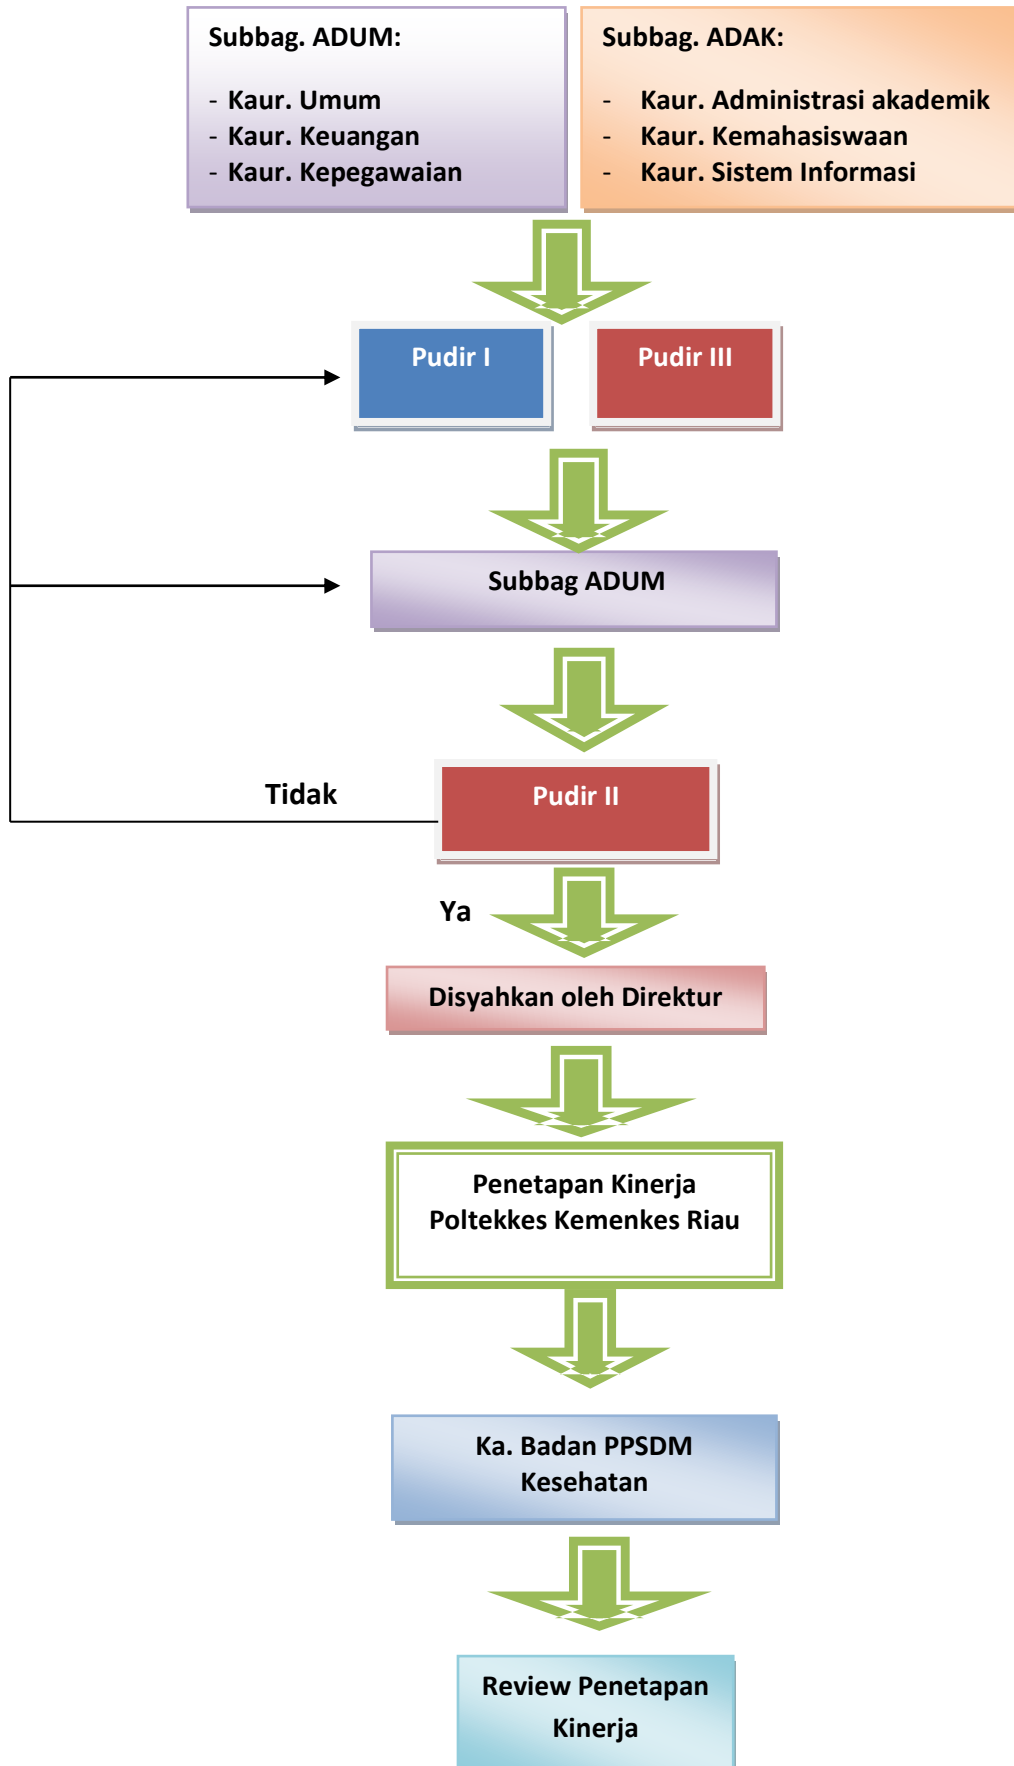 Subbag. ADUM:
- Kaur. Umum
- Kaur. Keuangan
- Kaur. Kepegawaian
Subbag. ADAK:
- Kaur. Administrasi akademik
- Kaur. Kemahasiswaan
- Kaur. Sistem Informasi
Pudir I
Pudir III
Subbag ADUM
Tidak
Pudir II
Ya
Disyahkan oleh Direktur
Penetapan Kinerja
Poltekkes Kemenkes Riau
Ka. Badan PPSDM
Kesehatan
Review Penetapan
Kinerja